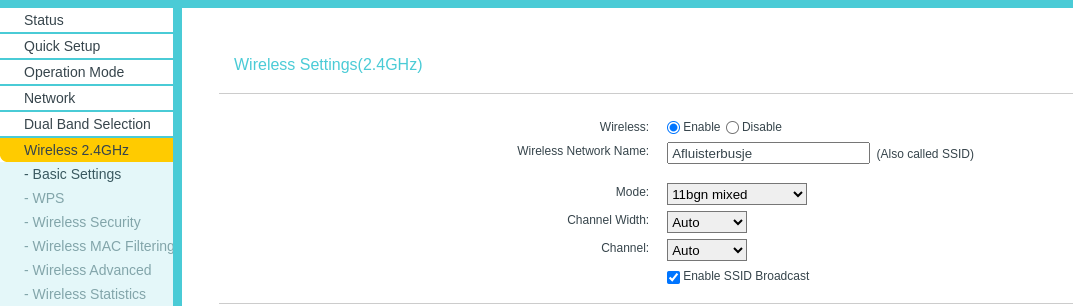 Status
Quick Setup
Operation Mode
Network
Dual Band Selection
Wireless 2.4GHz
- Basic Settings
- WPS
- Wireless Security
- Wireless MAC Filtering
- Wireless Advanced
- Wireless Statistics
Wireless Settings(2.4GHz)
Wireless: Enable Disable
Wireless Network Name: Afluisterbusje (Also called SSID)
Mode: 11bgn mixed
Channel Width: Auto
Channel: Auto
Enable SSID Broadcast